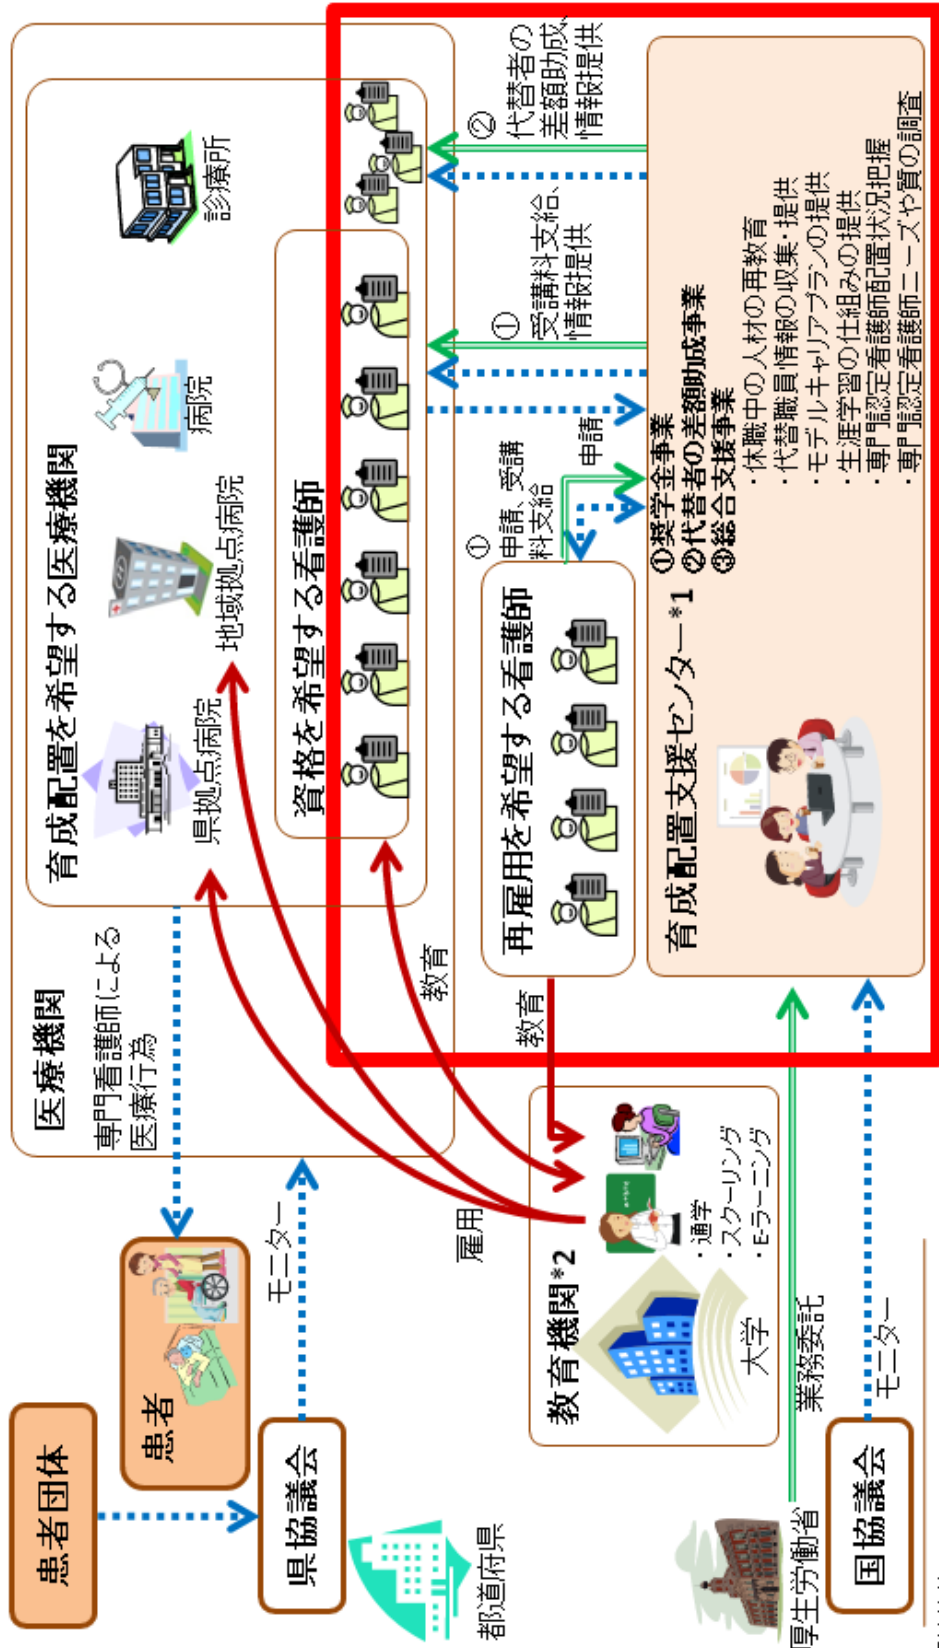 患者団体
患者
県協議会
都道府県
モニター
医療機関
専門看護師による
医療行為
育成配置を希望する医療機関
県拠点病院
地域拠点病院
病院
診療所
資格を希望する看護師
教育
雇用
教育機関*2
大学
・通学
・スクーリング
・E-ラーニング
教育
再雇用を希望する看護師
①
申請、受講
料支給
申請
①
受講料支給、
情報提供
②
代替者の
差額助成、
情報提供
厚生労働省
業務委託
国協議会
モニター
育成配置支援センター*1
①奨学金事業
②代替者の差額助成事業
③総合支援事業
・休職中の人材の再教育
・代替職員情報の収集・提供
・モデルキャリアプランの提供
・生涯学習の仕組みの提供
・専門認定看護師配置状況把握
・専門認定看護師ニーズや質の調査